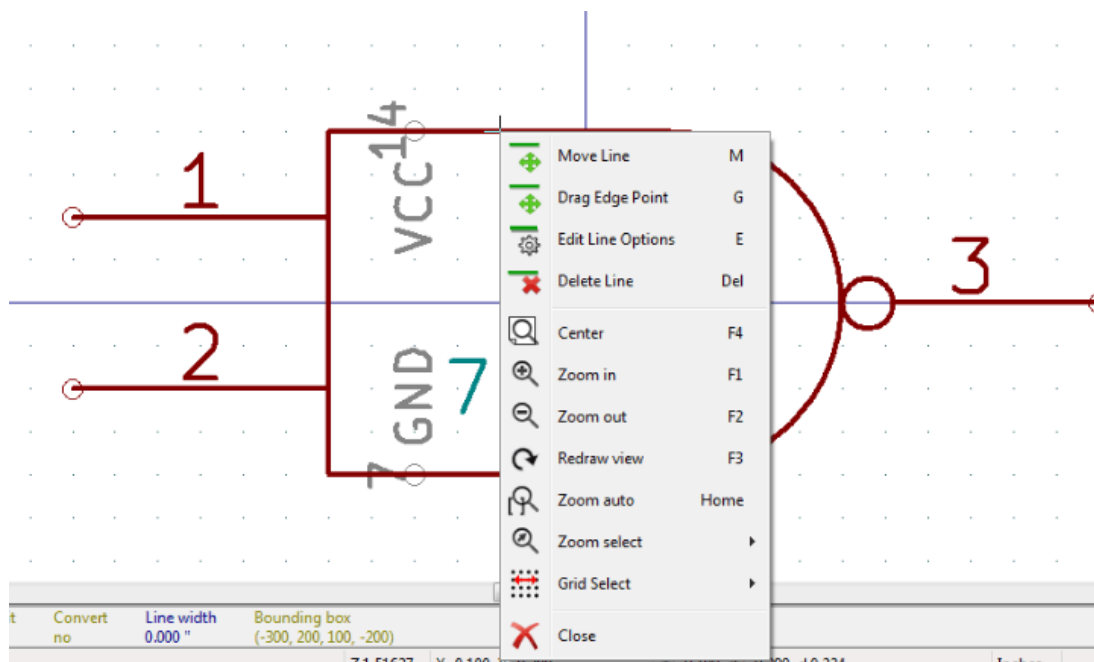 14
VCC
1
2
GND
7
7
3
Move Line M
Drag Edge Point G
Edit Line Options E
Delete Line Del
Center F4
Zoom in F1
Zoom out F2
Redraw view F3
Zoom auto Home
Zoom select
Grid Select
Close
t Convert Line width Bounding box
no 0.000 " (-300, 200, 100, -200)